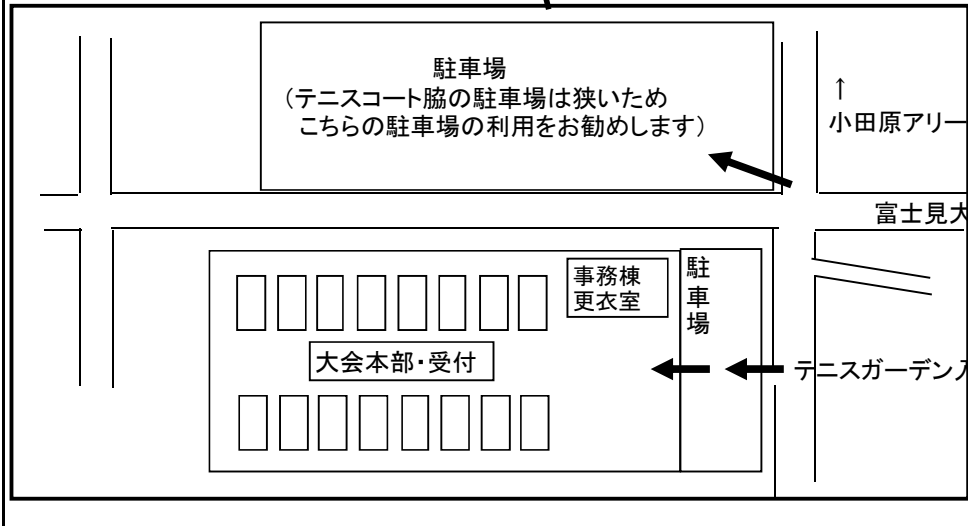 駐車場
（テニスコート脇の駐車場は狭いため
こちらの駐車場の利用をお勧めします）
↑
小田原アリー
富士見大
事務棟
更衣室
駐車場
大会本部・受付
テニスガーデン入